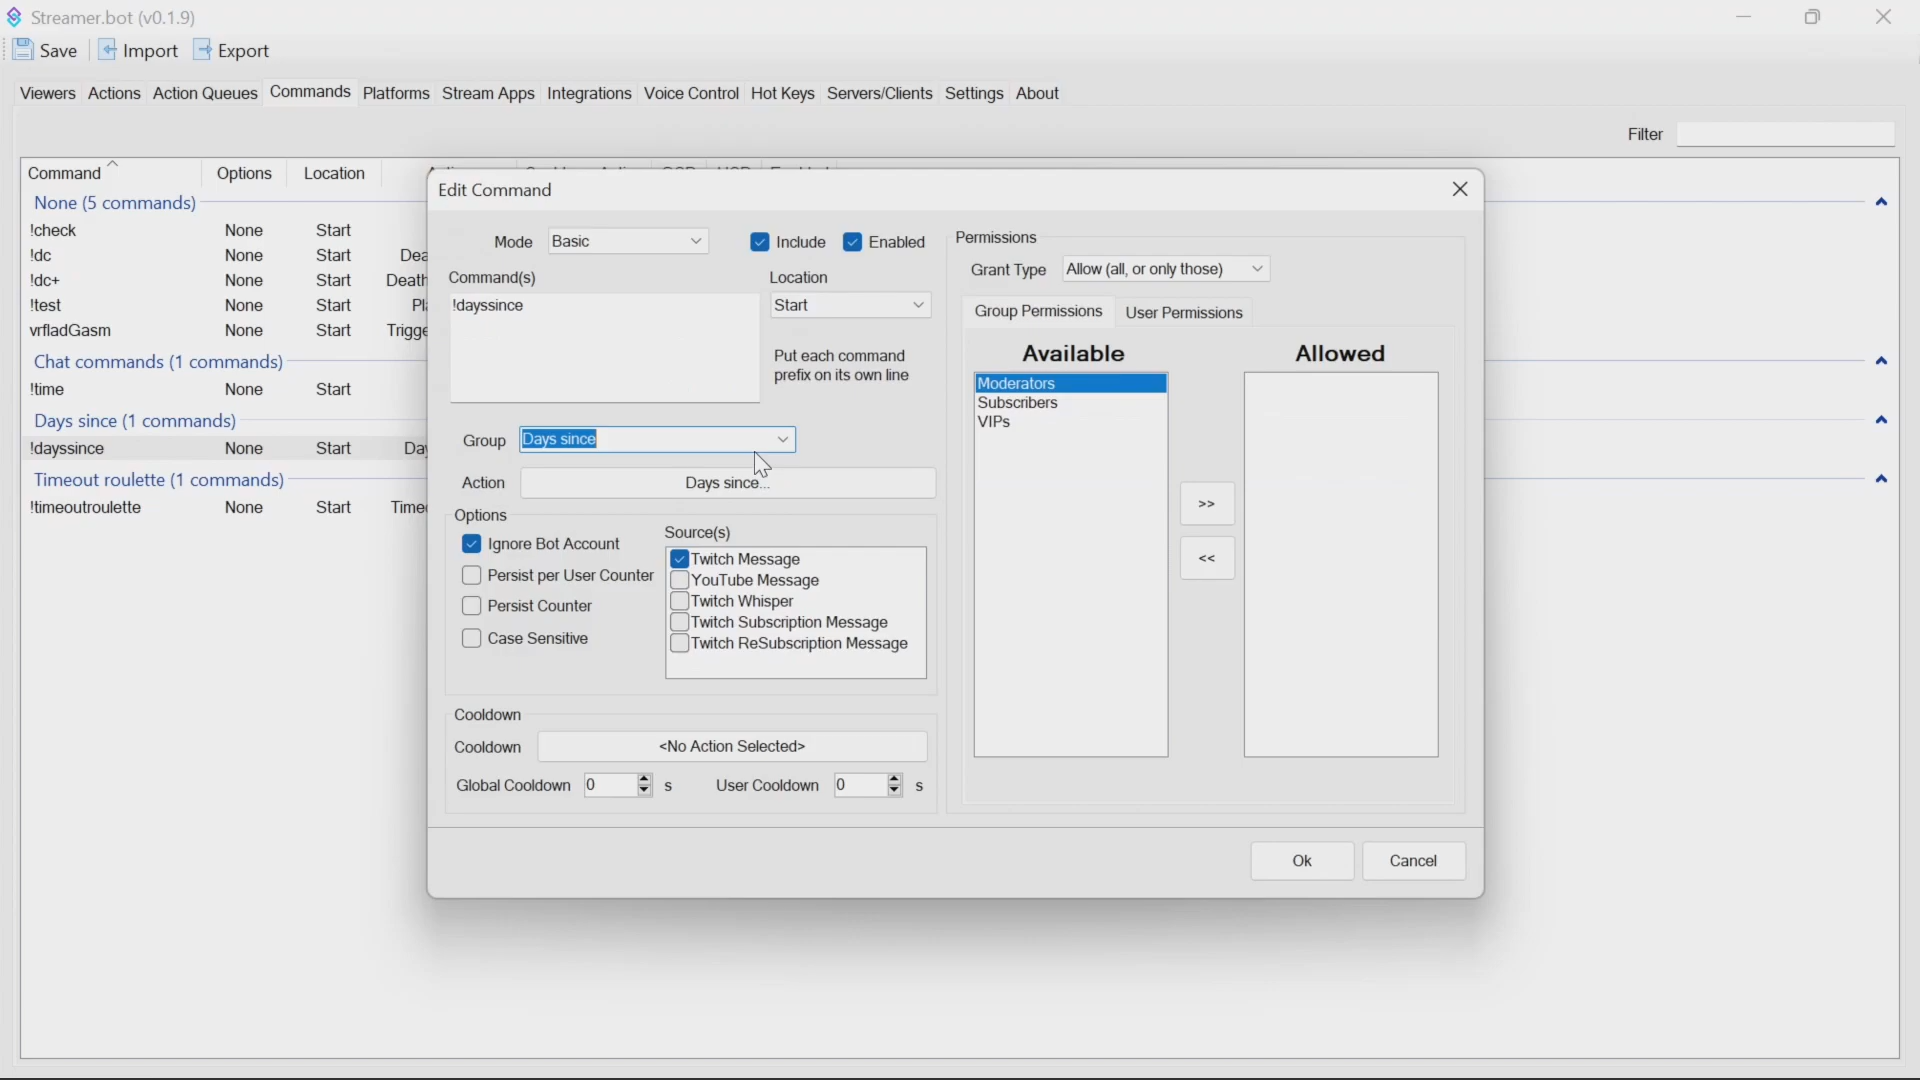 Streamer.bot (v0.1.9)
Save Import Export
Viewers Actions Action Queues Commands Platforms Stream Apps Integrations Voice Control Hot Keys Servers/Clients Settings About
Filter
Command Options Location
None (5 commands)
!check None Start
!dc None Start Dea
!dc+ None Start Death
!test None Start Pl
vrfladGasm None Start Trigge
Chat commands (1 commands)
!time None Start
Days since (1 commands)
!dayssince None Start Day
Timeout roulette (1 commands)
!timeoutroulette None Start Time
Edit Command
Mode Basic Include Enabled
Command(s) Location
!dayssince Start
Put each command
prefix on its own line
Group Days since
Action Days since...
Options
Ignore Bot Account
Persist per User Counter
Persist Counter
Case Sensitive
Source(s)
Twitch Message
YouTube Message
Twitch Whisper
Twitch Subscription Message
Twitch ReSubscription Message
Cooldown
Cooldown <No Action Selected>
Global Cooldown 0 s User Cooldown 0 s
Permissions
Grant Type Allow (all, or only those)
Group Permissions User Permissions
Available Allowed
Moderators
Subscribers
VIPs
>>
<<
Ok Cancel